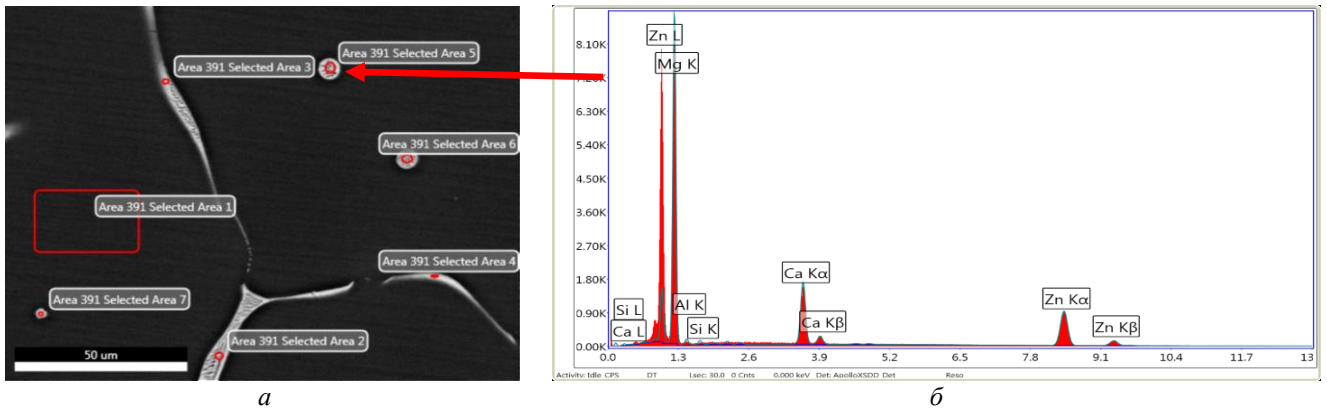 Area 391 Selected Area 5
Area 391 Selected Area 3
Area 391 Selected Area 6
Area 391 Selected Area 1
Area 391 Selected Area 4
Area 391 Selected Area 7
Area 391 Selected Area 2
50 um
а
8.10K
7.20K
6.30K
5.40K
4.50K
3.60K
2.70K
1.80K
0.90K
0.00K
Zn L
Mg K
Ca Kα
Al K
Si L
Ca Kβ
Zn Kα
Si K
Zn Kβ
Ca L
0.0 1.3 2.6 3.9 5.2 6.5 7.8 9.1 10.4 11.7 13
Activity: Idle CPS DT Lsec: 30.0 0 Cnts 0.000 keV Det: ApolloXSDD Det Reso
б